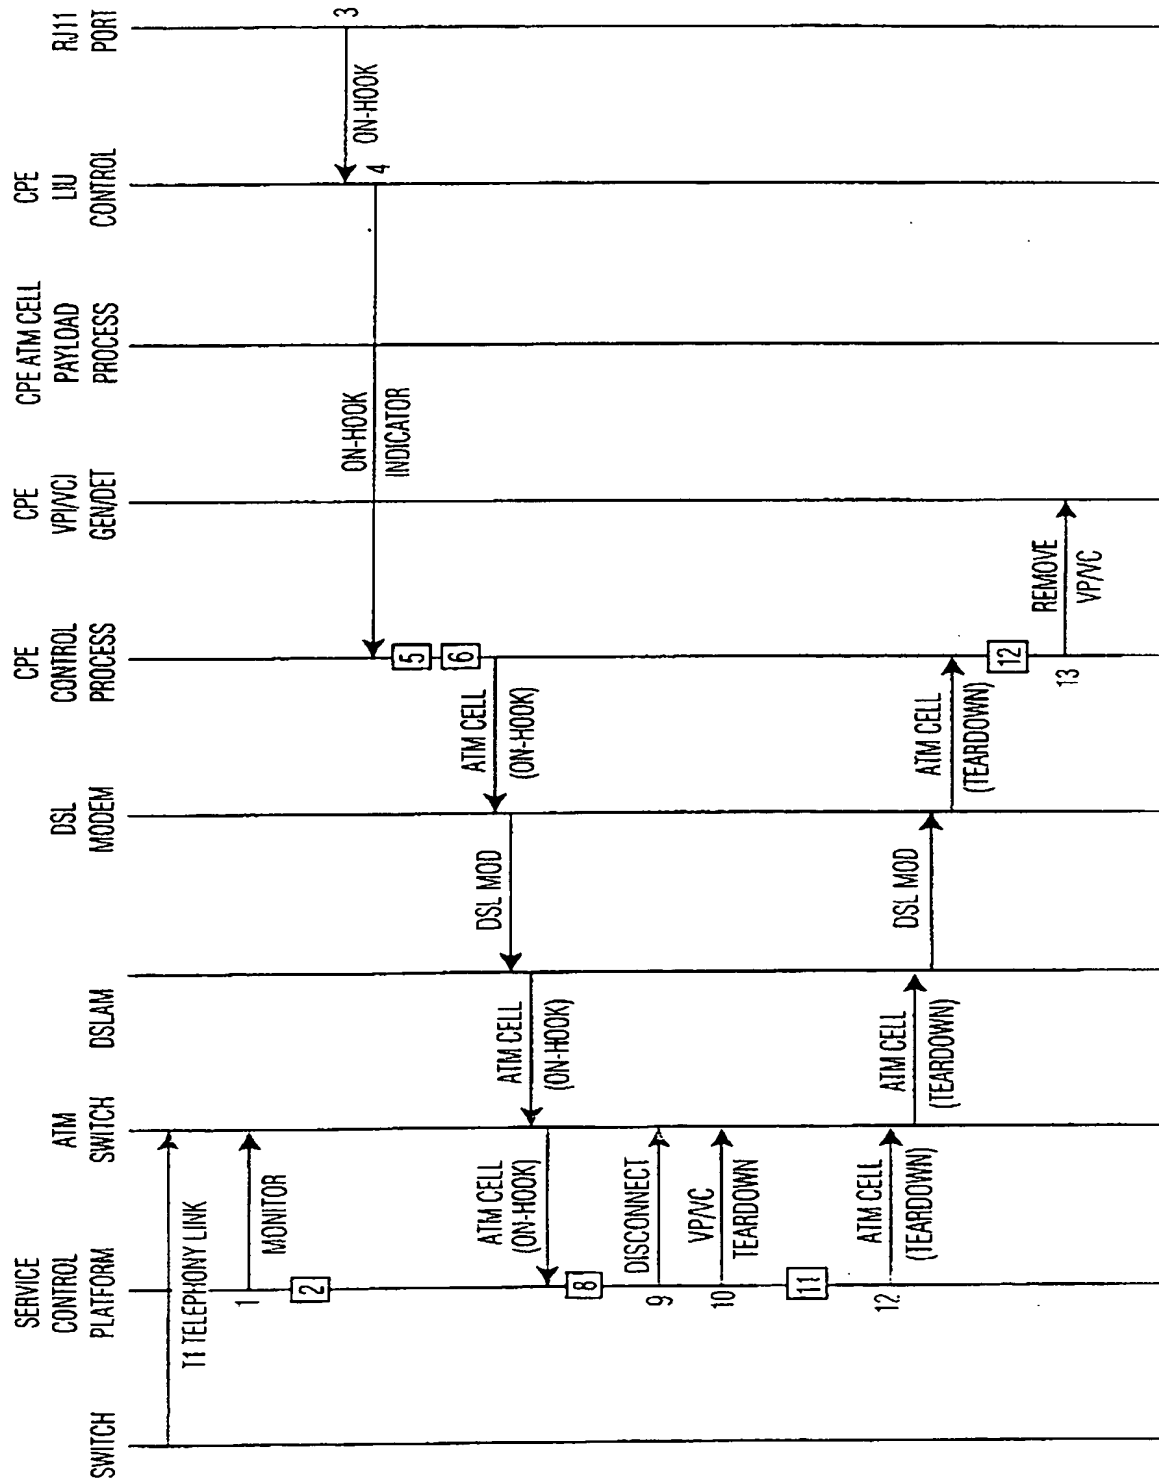 SWITCH
SERVICE
CONTROL
PLATFORM
ATM
SWITCH
DSLAM
DSL
MODEM
CPE
CONTROL
PROCESS
CPE
VPI/VCI
GEN/DET
CPE ATM CELL
PAYLOAD
PROCESS
CPE
LIU
CONTROL
RJ11
PORT
T1 TELEPHONY LINK
1
MONITOR
2
3
ON-HOOK
4
ON-HOOK
INDICATOR
5
6
ATM CELL
(ON-HOOK)
DSL MOD
ATM CELL
(ON-HOOK)
ATM CELL
(ON-HOOK)
8
9
DISCONNECT
10
VP/VC
TEARDOWN
11
12
ATM CELL
(TEARDOWN)
ATM CELL
(TEARDOWN)
DSL MOD
ATM CELL
(TEARDOWN)
12
13
REMOVE
VP/VC